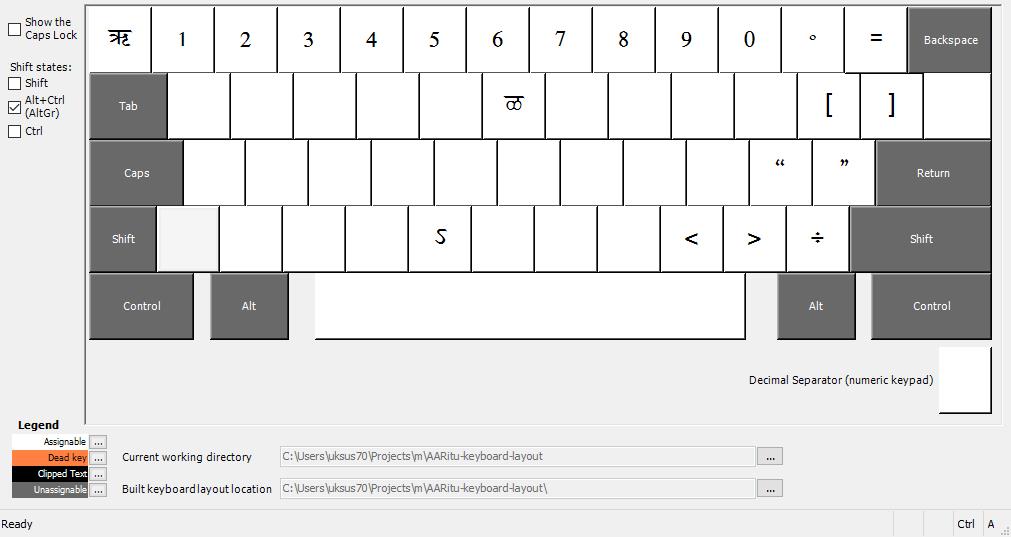 Show the
Caps Lock
Shift states:
Shift
Alt+Ctrl
(AltGr)
Ctrl
ॠ 1 2 3 4 5 6 7 8 9 0 ॰ = Backspace
Tab ळ [ ]
Caps “ ” Return
Shift ऽ < > ÷ Shift
Control Alt Alt Control
Decimal Separator (numeric keypad)
Legend
Assignable ...
Dead key ...
Clipped Text ...
Unassignable ...
Current working directory C:\Users\uksus70\Projects\m\AARitu-keyboard-layout ...
Built keyboard layout location C:\Users\uksus70\Projects\m\AARitu-keyboard-layout\ ...
Ready Ctrl A